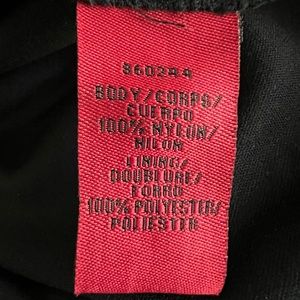 360244
BODY/CORPS/
CUERPO
100% NYLON/
NILON
LINING/
DOUBLURE/
FORRO
100% POLYESTER/
POLIESTER